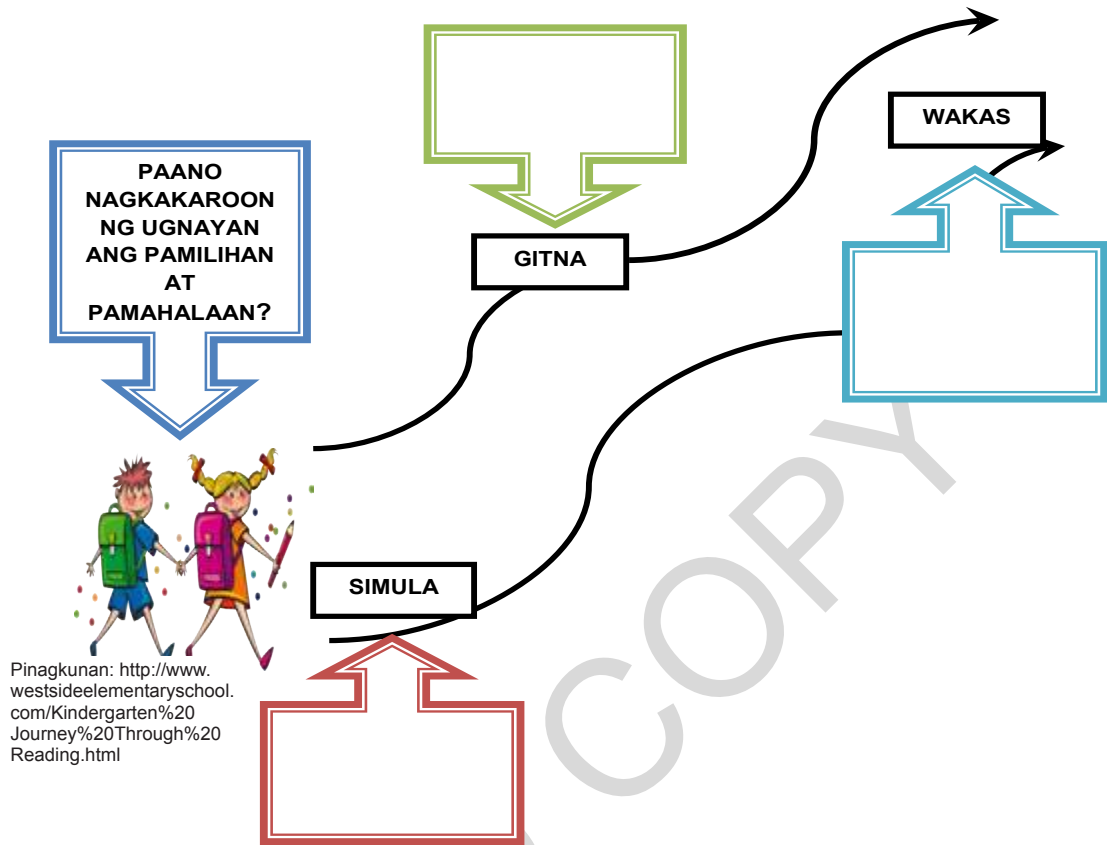 WAKAS
PAANO
NAGKAKAROON
NG UGNAYAN
ANG PAMILIHAN
AT
PAMAHALAAN?
GITNA
SIMULA
Pinagkunan: http://www.
westsideelementaryschool.
com/Kindergarten%20
Journey%20Through%20
Reading.html
COPY